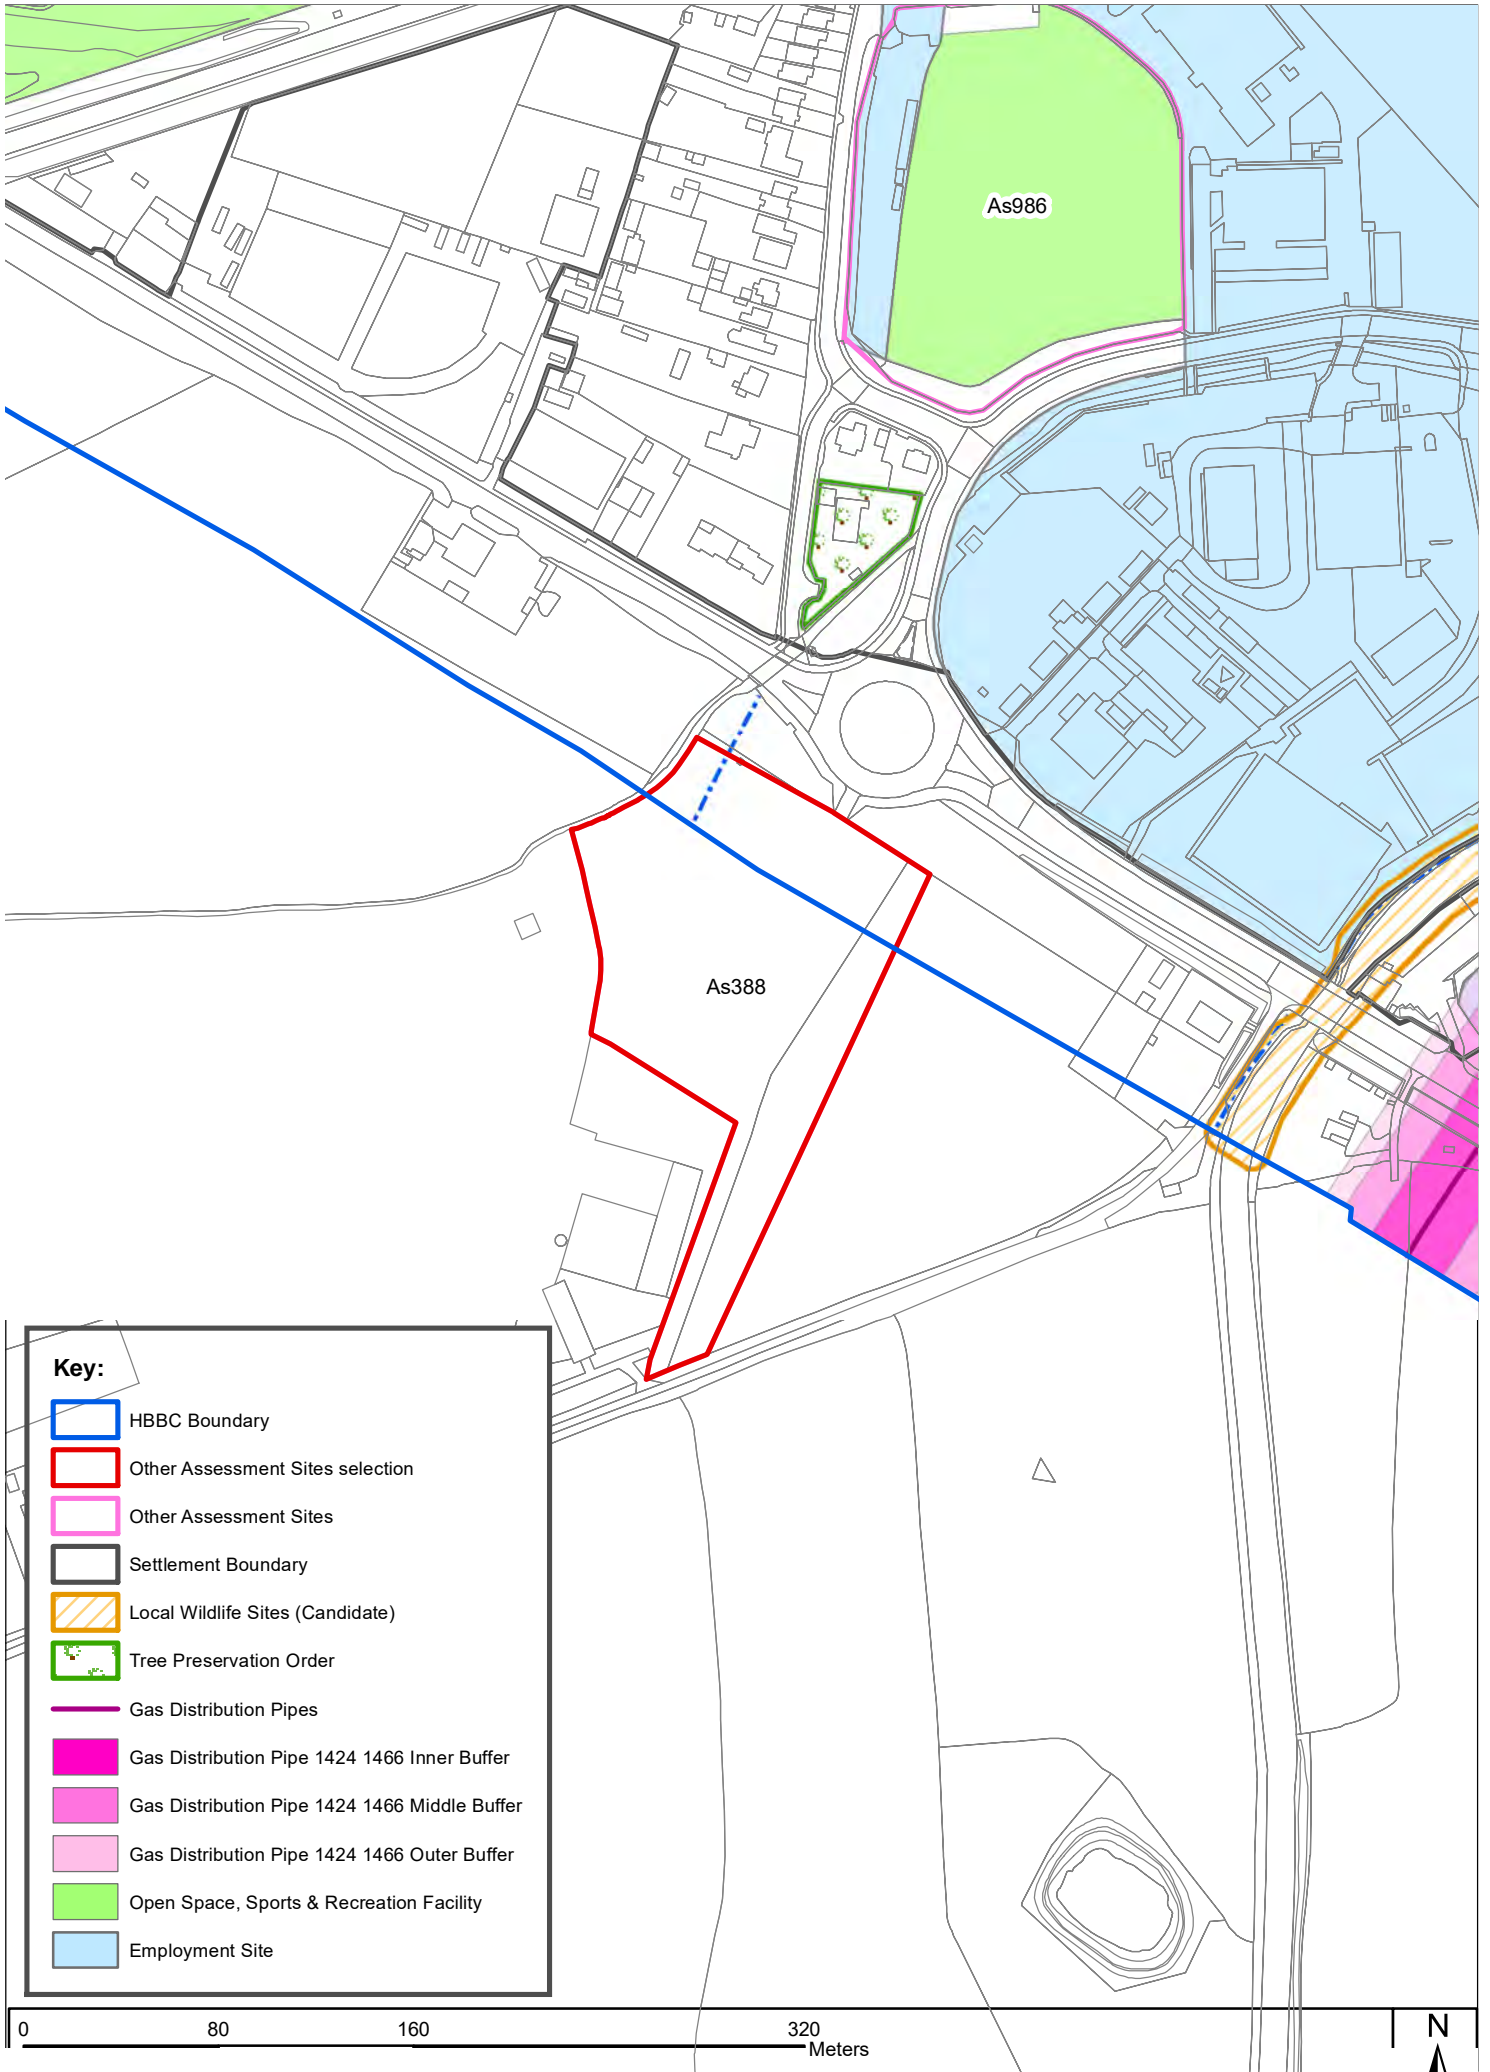 As986
As388
Key:
HBBC Boundary
Other Assessment Sites selection
Other Assessment Sites
Settlement Boundary
Local Wildlife Sites (Candidate)
Tree Preservation Order
Gas Distribution Pipes
Gas Distribution Pipe 1424 1466 Inner Buffer
Gas Distribution Pipe 1424 1466 Middle Buffer
Gas Distribution Pipe 1424 1466 Outer Buffer
Open Space, Sports & Recreation Facility
Employment Site
0 80 160 320
Meters
N